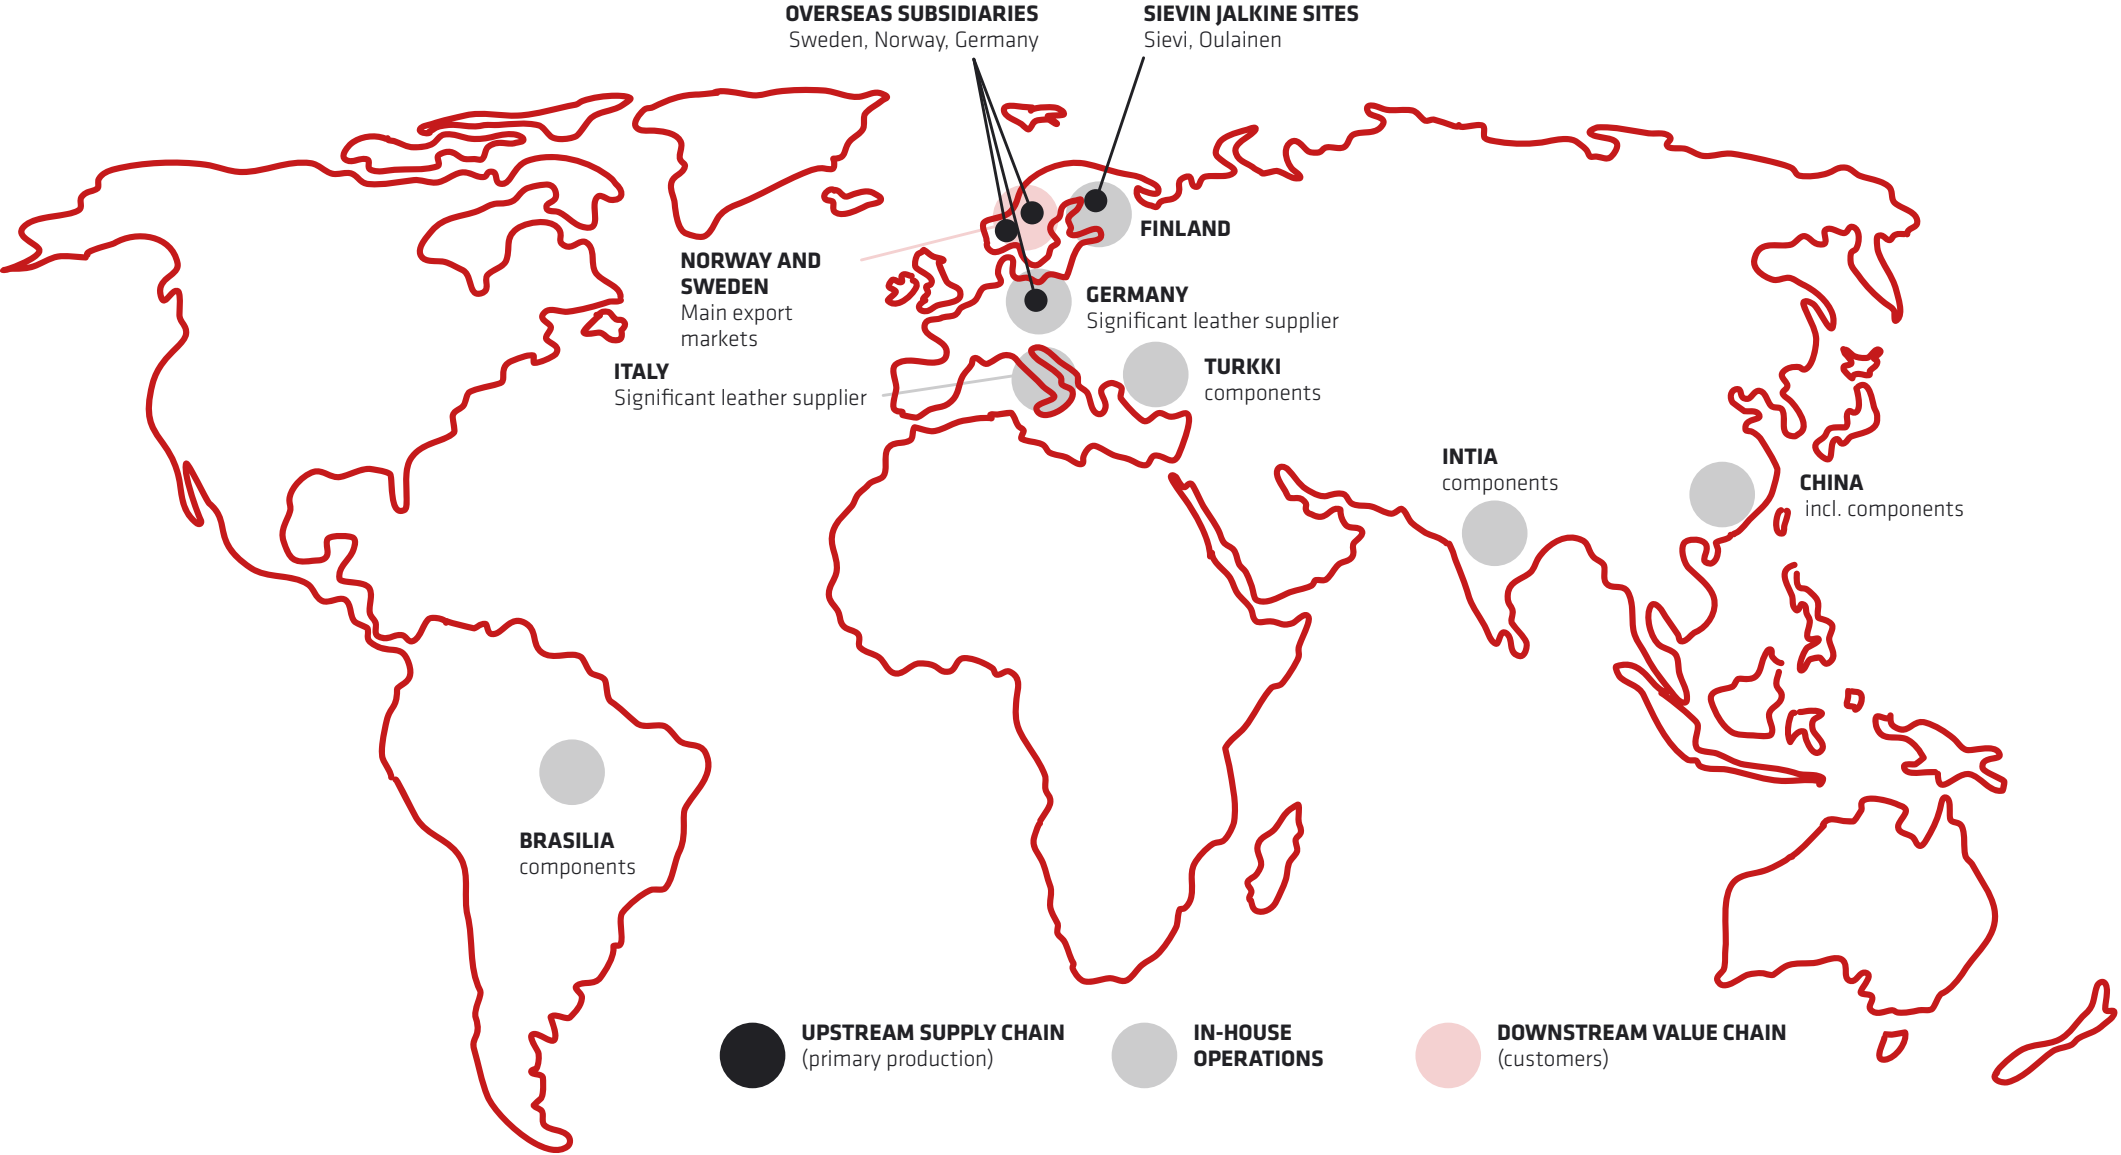 OVERSEAS SUBSIDIARIES
Sweden, Norway, Germany
SIEVIN JALKINE SITES
Sievi, Oulainen
FINLAND
NORWAY AND
SWEDEN
Main export
markets
GERMANY
Significant leather supplier
ITALY
Significant leather supplier
TURKKI
components
INTIA
components
CHINA
incl. components
BRASILIA
components
UPSTREAM SUPPLY CHAIN
(primary production)
IN-HOUSE
OPERATIONS
DOWNSTREAM VALUE CHAIN
(customers)